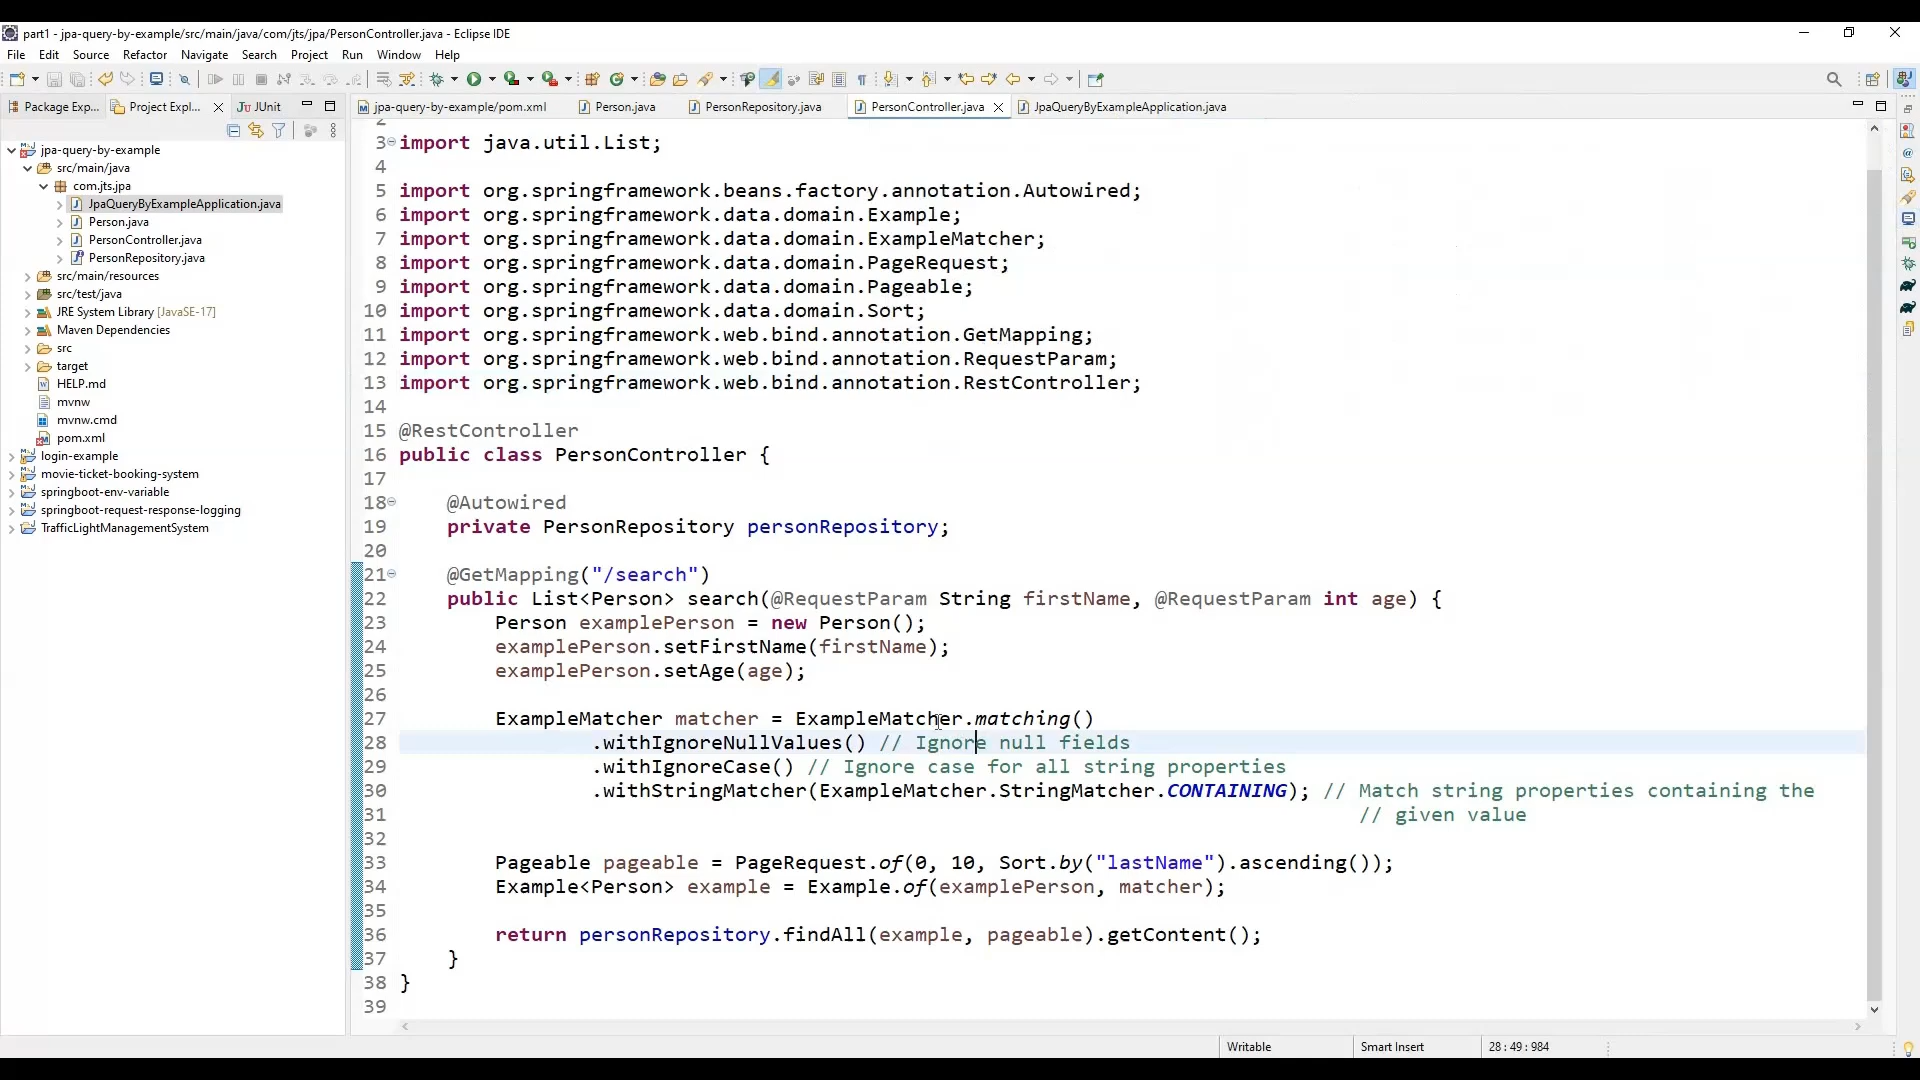 part1 - jpa-query-by-example/src/main/java/com/jts/jpa/PersonController.java - Eclipse IDE
File Edit Source Refactor Navigate Search Project Run Window Help
Package Exp... Project Expl... JUnit
jpa-query-by-example/pom.xml Person.java PersonRepository.java PersonController.java JpaQueryByExampleApplication.java
jpa-query-by-example
src/main/java
com.jts.jpa
JpaQueryByExampleApplication.java
Person.java
PersonController.java
PersonRepository.java
src/main/resources
src/test/java
JRE System Library [JavaSE-17]
Maven Dependencies
src
target
HELP.md
mvnw
mvnw.cmd
pom.xml
login-example
movie-ticket-booking-system
springboot-env-variable
springboot-request-response-logging
TrafficLightManagementSystem
2
3 import java.util.List;
4
5 import org.springframework.beans.factory.annotation.Autowired;
6 import org.springframework.data.domain.Example;
7 import org.springframework.data.domain.ExampleMatcher;
8 import org.springframework.data.domain.PageRequest;
9 import org.springframework.data.domain.Pageable;
10 import org.springframework.data.domain.Sort;
11 import org.springframework.web.bind.annotation.GetMapping;
12 import org.springframework.web.bind.annotation.RequestParam;
13 import org.springframework.web.bind.annotation.RestController;
14
15 @RestController
16 public class PersonController {
17
18 @Autowired
19 private PersonRepository personRepository;
20
21 @GetMapping("/search")
22 public List<Person> search(@RequestParam String firstName, @RequestParam int age) {
23 Person examplePerson = new Person();
24 examplePerson.setFirstName(firstName);
25 examplePerson.setAge(age);
26
27 ExampleMatcher matcher = ExampleMatcher.matching()
28 .withIgnoreNullValues() // Ignore null fields
29 .withIgnoreCase() // Ignore case for all string properties
30 .withStringMatcher(ExampleMatcher.StringMatcher.CONTAINING); // Match string properties containing the
31 // given value
32
33 Pageable pageable = PageRequest.of(0, 10, Sort.by("lastName").ascending());
34 Example<Person> example = Example.of(examplePerson, matcher);
35
36 return personRepository.findAll(example, pageable).getContent();
37 }
38 }
39
Writable Smart Insert 28 : 49 : 984